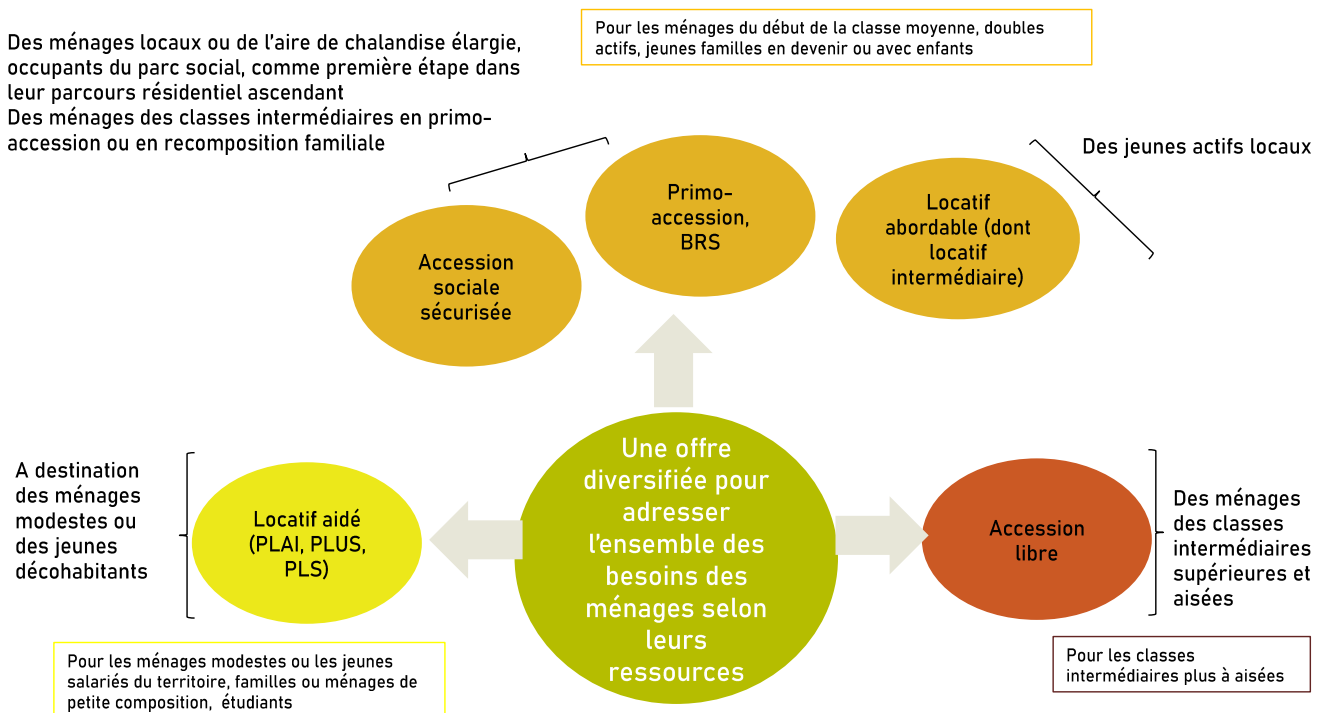 Des ménages locaux ou de l'aire de chalandise élargie,
occupants du parc social, comme première étape dans
leur parcours résidentiel ascendant
Des ménages des classes intermédiaires en primo-
accession ou en recomposition familiale
Pour les ménages du début de la classe moyenne, doubles
actifs, jeunes familles en devenir ou avec enfants
Des jeunes actifs locaux
Accession
sociale
sécurisée
Primo-
accession,
BRS
Locatif
abordable (dont
locatif
intermédiaire)
A destination
des ménages
modestes ou
des jeunes
décohabitants
Locatif aidé
(PLAI, PLUS,
PLS)
Une offre
diversifiée pour
adresser
l'ensemble des
besoins des
ménages selon
leurs
ressources
Accession
libre
Des ménages
des classes
intermédiaires
supérieures et
aisées
Pour les ménages modestes ou les jeunes
salariés du territoire, familles ou ménages de
petite composition, étudiants
Pour les classes
intermédiaires plus à aisées